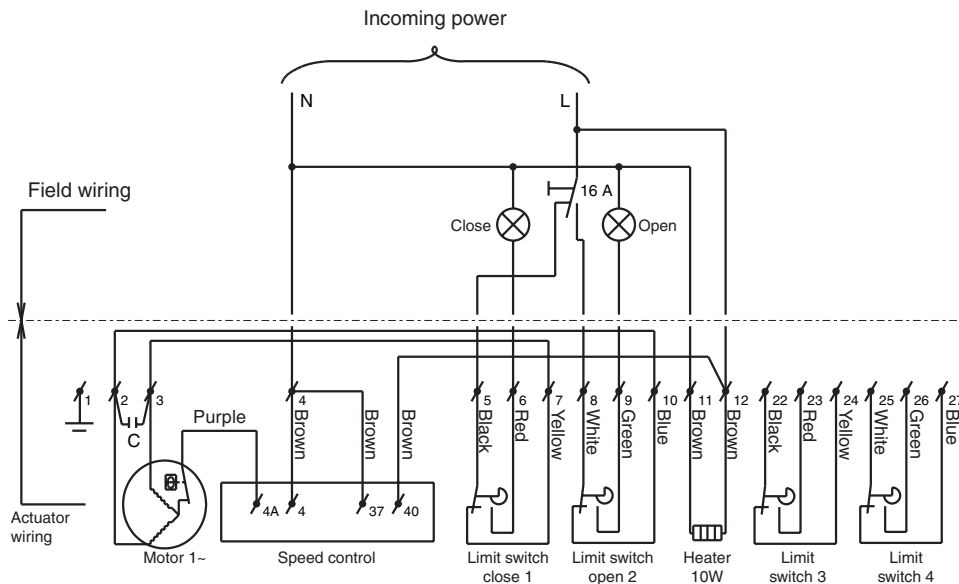 Incoming power
N
L
Field wiring
16 A
Close
Open
1
2
3
4
5
6
7
8
9
10
11
12
22
23
24
25
26
27
C
Purple
Brown
Brown
Brown
Black
Red
Yellow
White
Green
Blue
Brown
Brown
Black
Red
Yellow
White
Green
Blue
4A
4
37
40
Actuator
wiring
Motor 1~
Speed control
Limit switch
close 1
Limit switch
open 2
Heater
10W
Limit
switch 3
Limit
switch 4